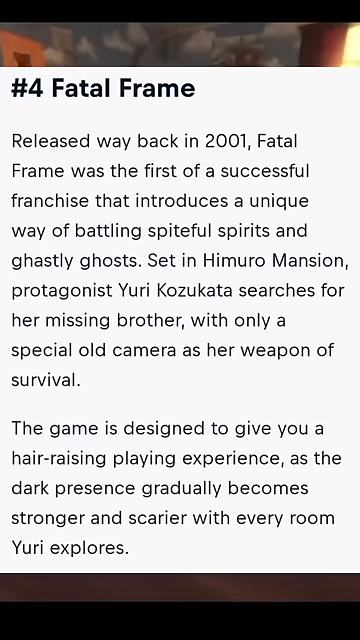 #4 Fatal Frame
Released way back in 2001, Fatal
Frame was the first of a successful
franchise that introduces a unique
way of battling spiteful spirits and
ghastly ghosts. Set in Himuro Mansion,
protagonist Yuri Kozukata searches for
her missing brother, with only a
special old camera as her weapon of
survival.
The game is designed to give you a
hair-raising playing experience, as the
dark presence gradually becomes
stronger and scarier with every room
Yuri explores.